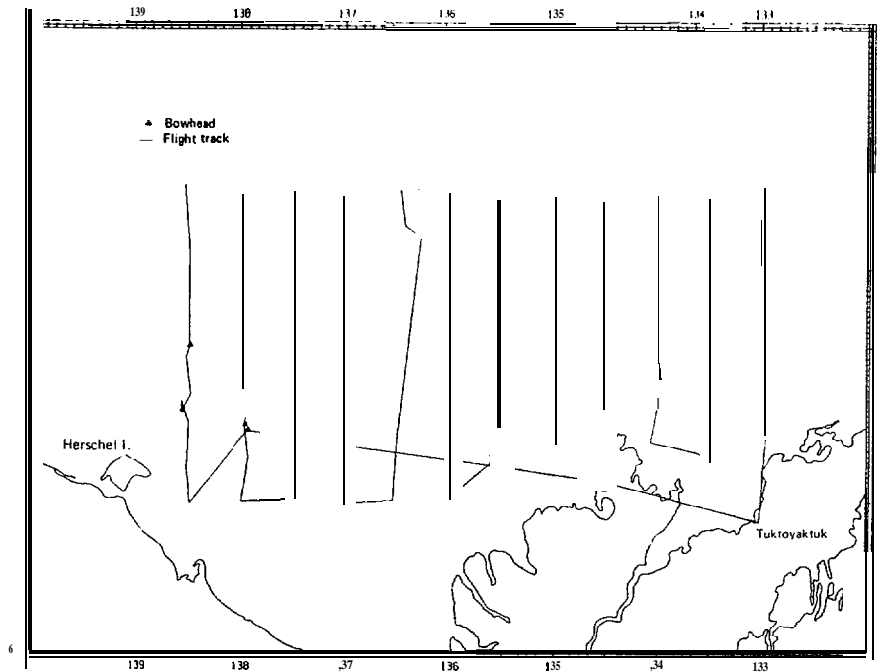 139 138 137 136 135 134 133
Bowhead
Flight track
Herschel I.
Tuktoyaktuk
6
139 138 .37 136 135 .34 133